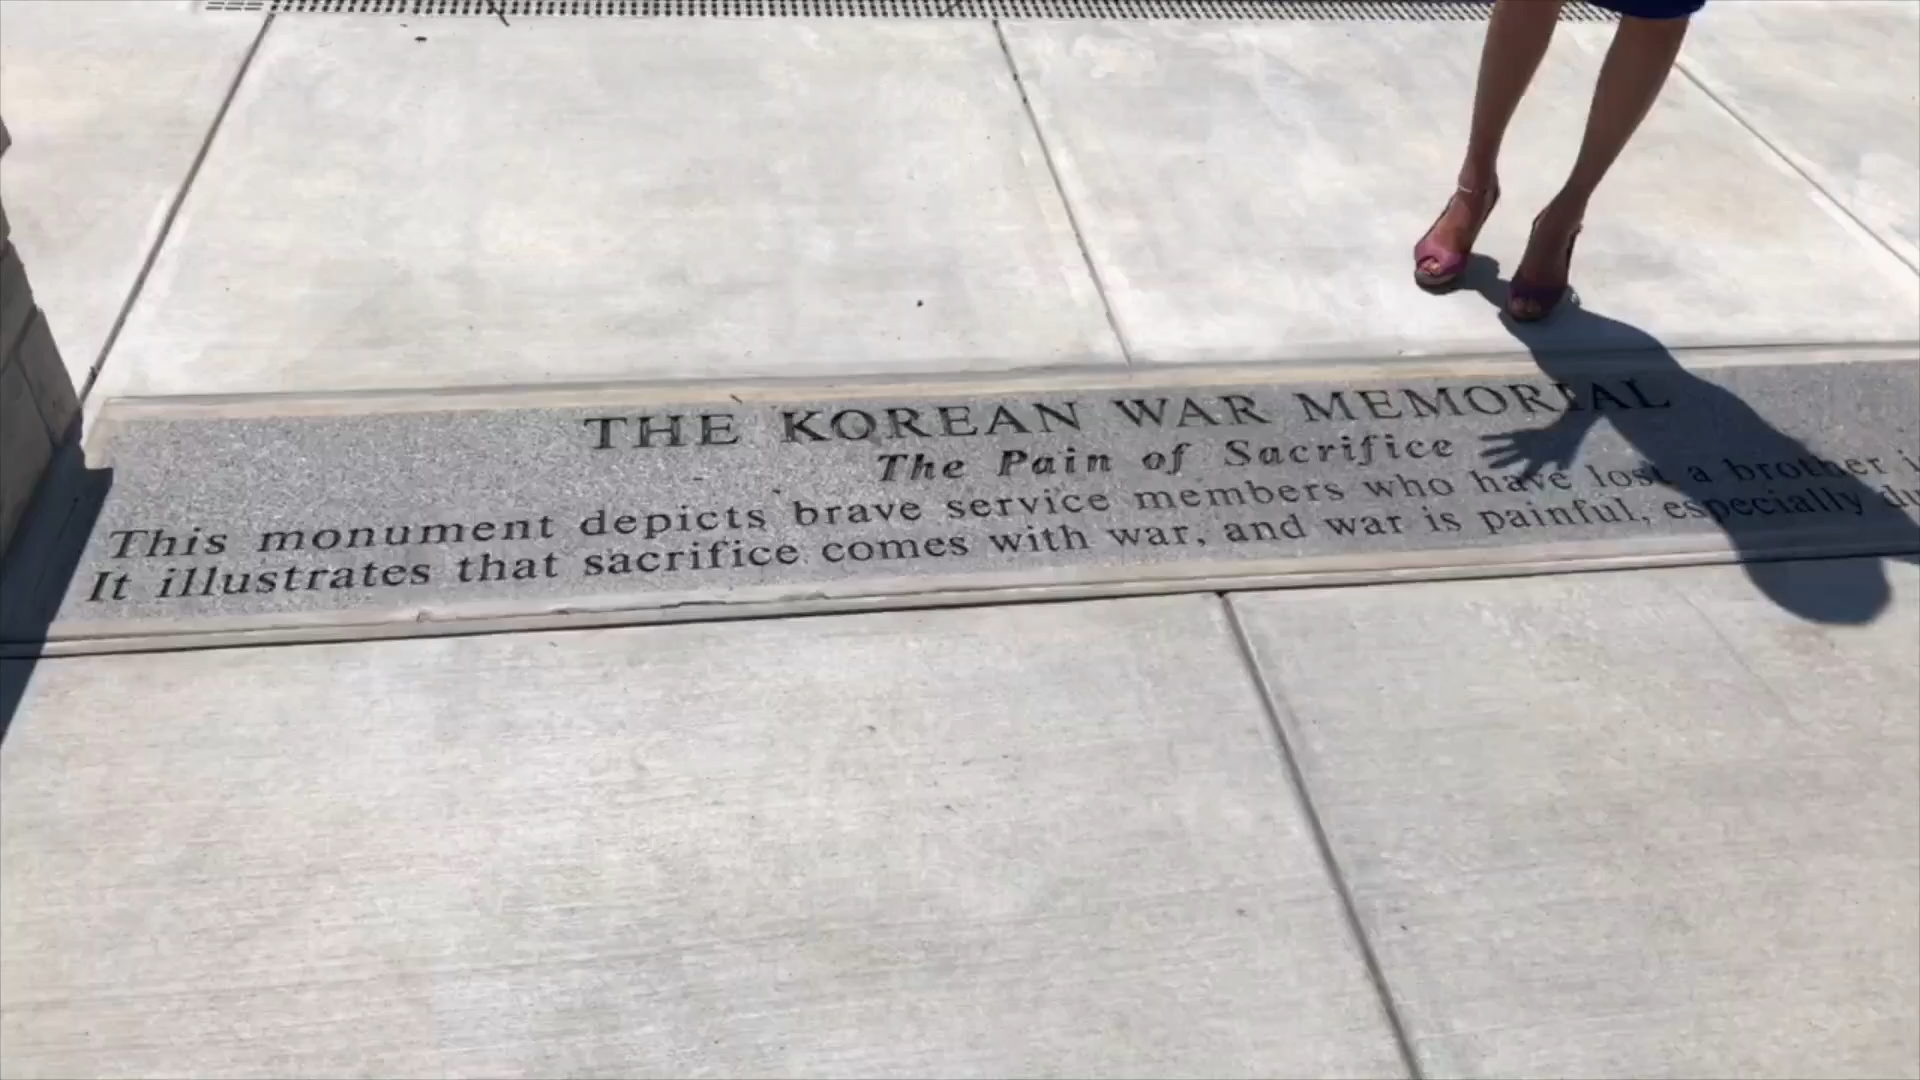 THE KOREAN WAR MEMORIAL
The Pain of Sacrifice
This monument depicts brave service members who have lost a brother
It illustrates that sacrifice comes with war, and war is painful, especially